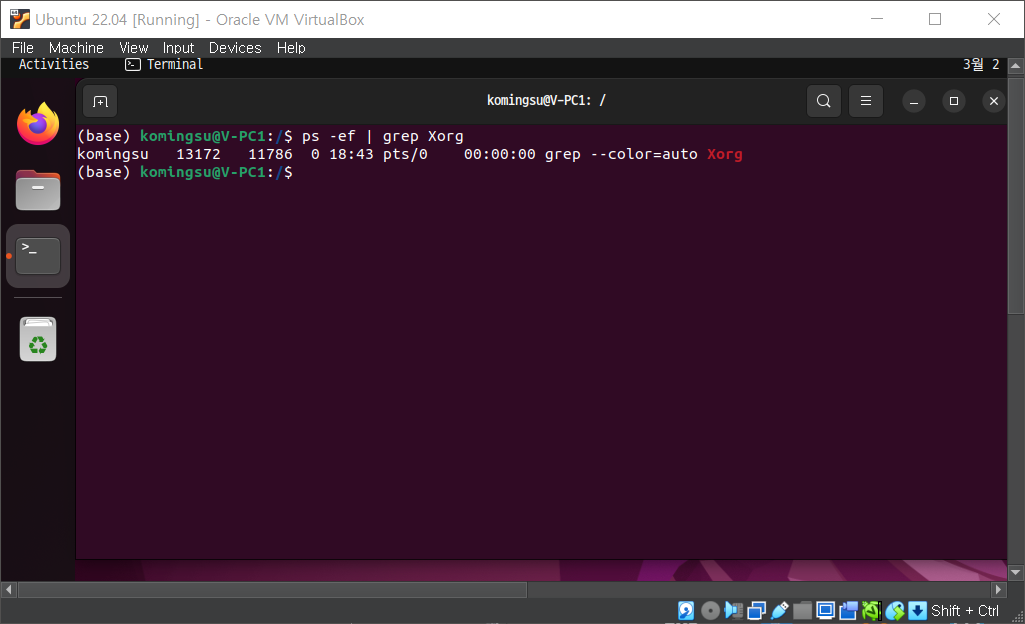 Ubuntu 22.04 [Running] - Oracle VM VirtualBox
File Machine View Input Devices Help
Activities Terminal 3월 2
komingsu@V-PC1: /
(base) komingsu@V-PC1:/$ ps -ef | grep Xorg
komingsu 13172 11786 0 18:43 pts/0 00:00:00 grep --color=auto Xorg
(base) komingsu@V-PC1:/$
>_
Shift + Ctrl